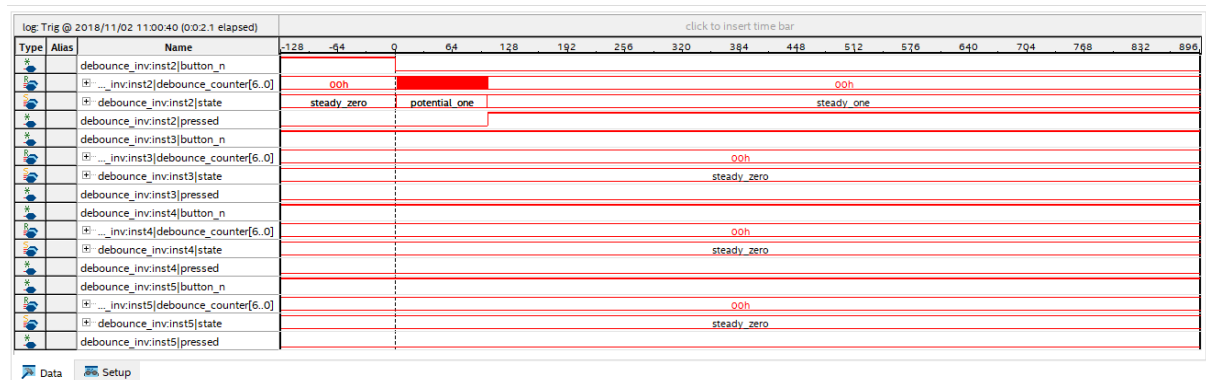 log: Trig @ 2018/11/02 11:00:40 (0:0:2.1 elapsed) click to insert time bar
Type Alias Name -128 -64 0 64 128 192 256 320 384 448 512 576 640 704 768 832 896
debounce_inv:inst2|button_n
..._inv:inst2|debounce_counter[6..0] 00h 00h
debounce_inv:inst2|state steady_zero potential_one steady_one
debounce_inv:inst2|pressed
debounce_inv:inst3|button_n
..._inv:inst3|debounce_counter[6..0] 00h
debounce_inv:inst3|state steady_zero
debounce_inv:inst3|pressed
debounce_inv:inst4|button_n
..._inv:inst4|debounce_counter[6..0] 00h
debounce_inv:inst4|state steady_zero
debounce_inv:inst4|pressed
debounce_inv:inst5|button_n
..._inv:inst5|debounce_counter[6..0] 00h
debounce_inv:inst5|state steady_zero
debounce_inv:inst5|pressed
Data Setup